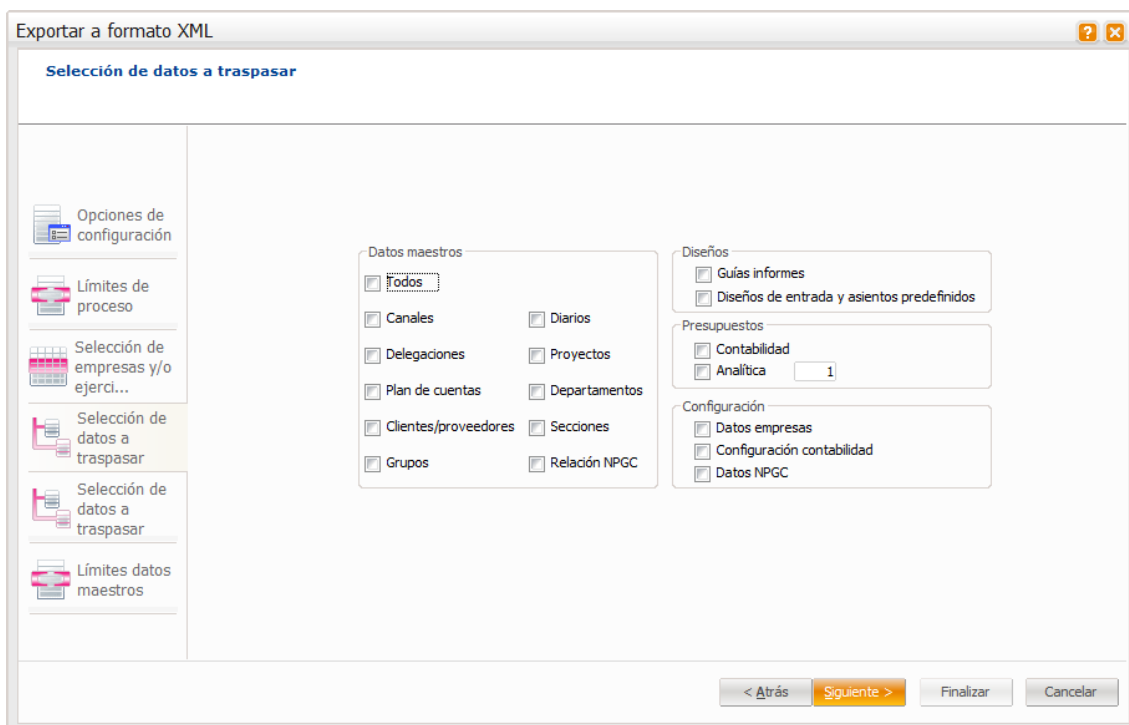 Exportar a formato XML
Selección de datos a traspasar
Opciones de
configuración
Límites de
proceso
Selección de
empresas y/o
ejerci...
Selección de
datos a
traspasar
Selección de
datos a
traspasar
Límites datos
maestros
Datos maestros
Todos
Canales
Diarios
Delegaciones
Proyectos
Plan de cuentas
Departamentos
Clientes/proveedores
Secciones
Grupos
Relación NPGC
Diseños
Guías informes
Diseños de entrada y asientos predefinidos
Presupuestos
Contabilidad
Analítica 1
Configuración
Datos empresas
Configuración contabilidad
Datos NPGC
< Atrás
Siguiente >
Finalizar
Cancelar